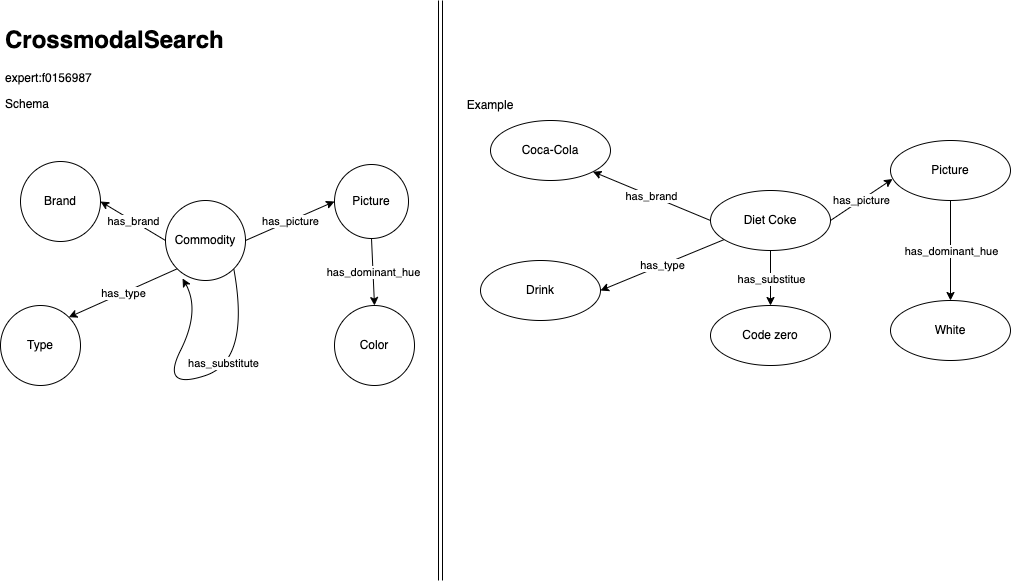 CrossmodalSearch
expert:f0156987
Schema
Brand
has_brand
Commodity
has_picture
Picture
has_dominant_hue
has_type
Type
has_substitute
Color
Example
Coca-Cola
has_brand
Diet Coke
has_picture
Picture
has_type
Drink
has_substitue
Code zero
has_dominant_hue
White